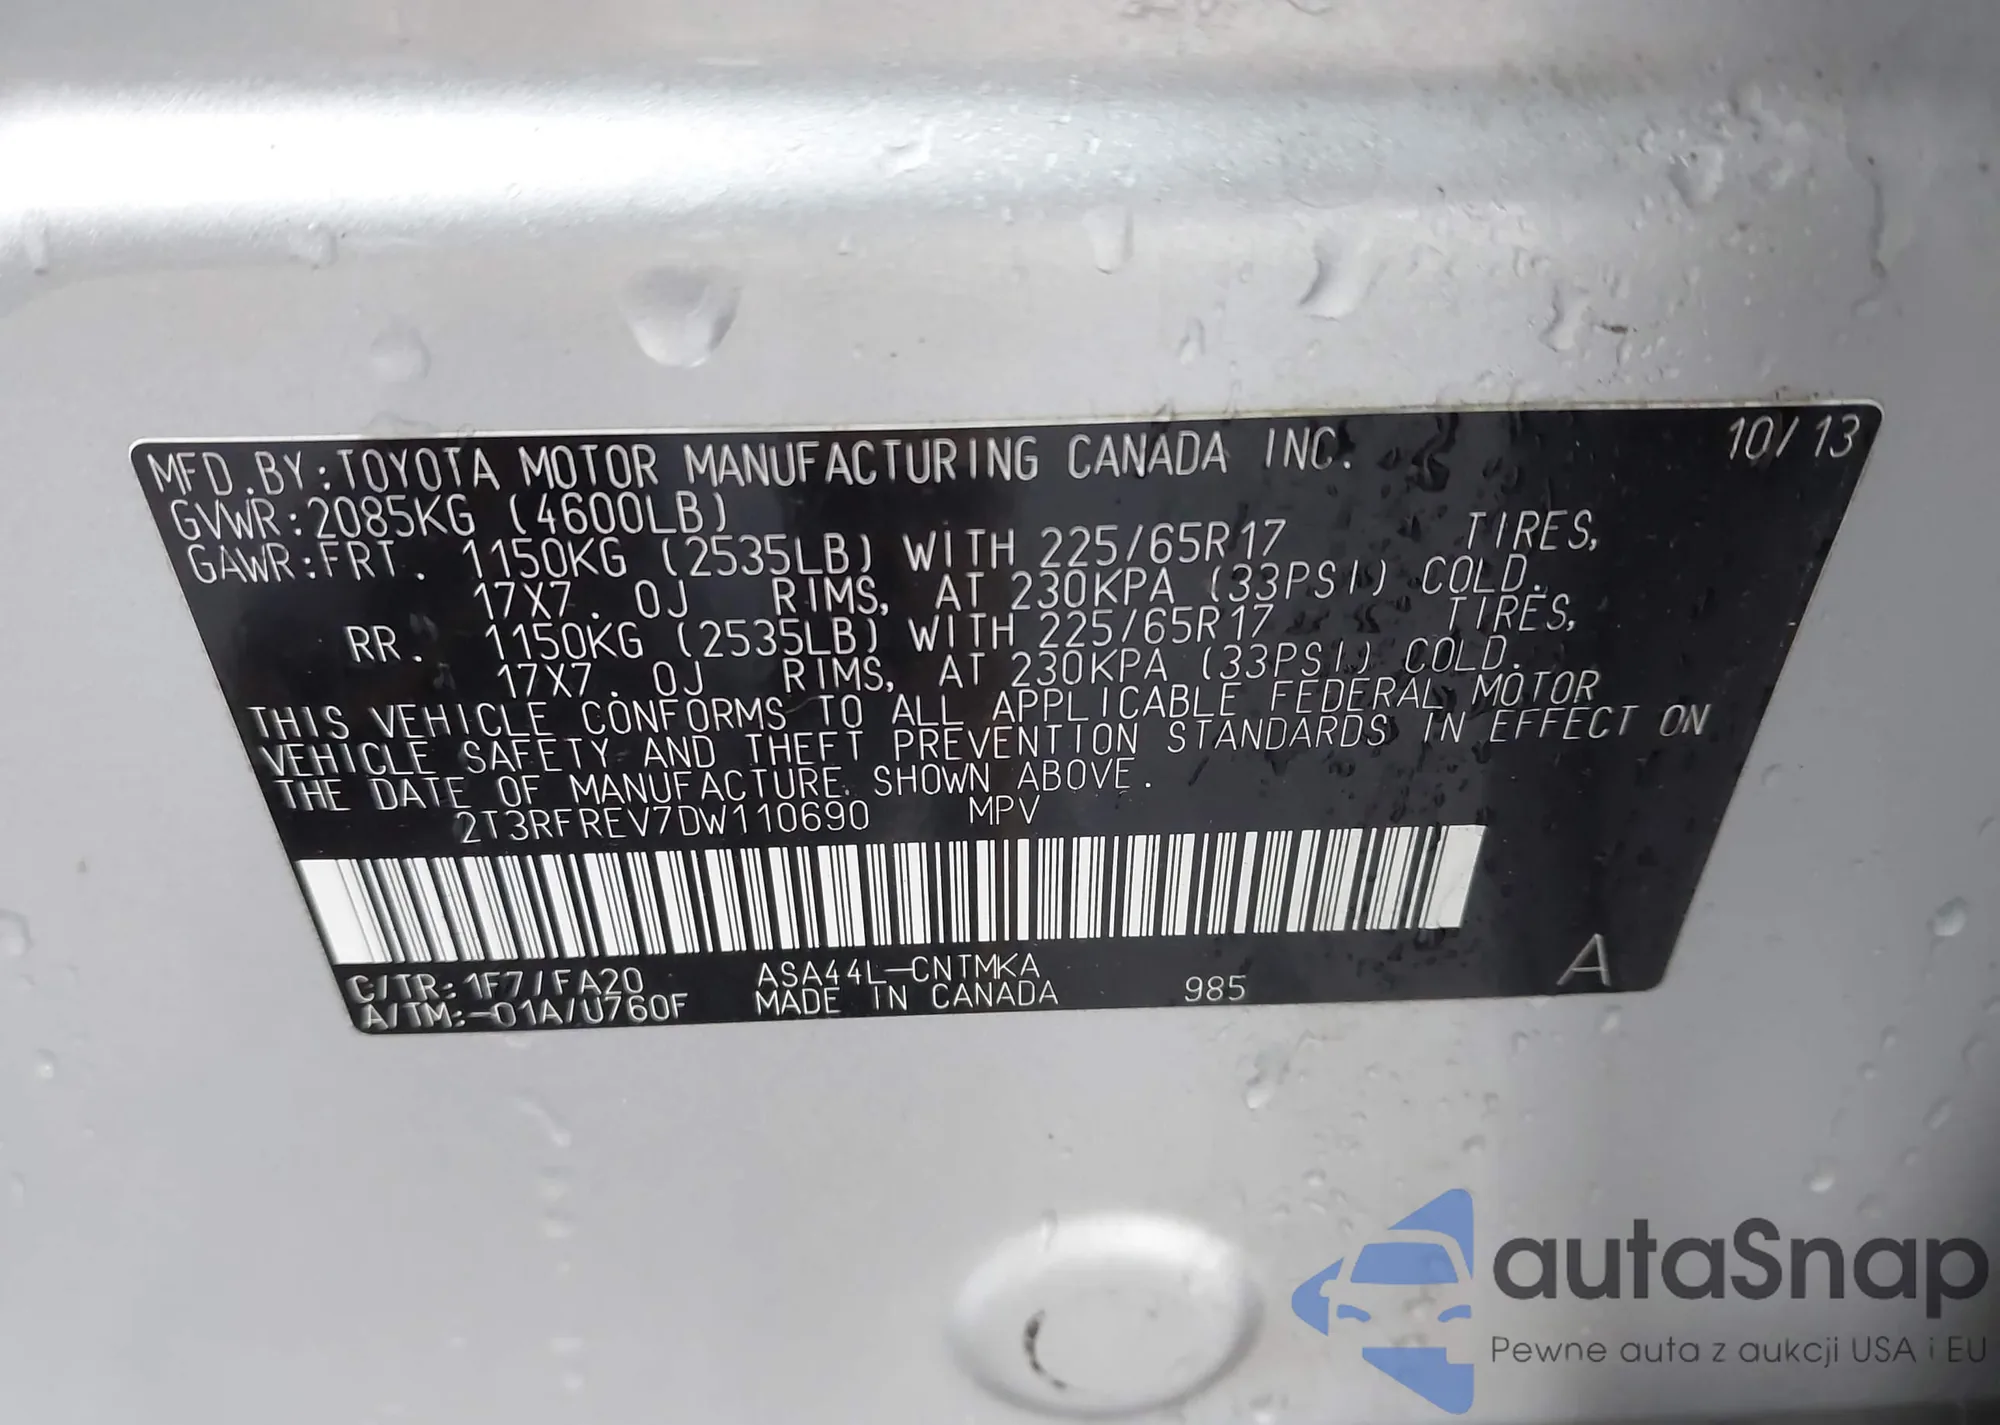 MFD.BY:TOYOTA MOTOR MANUFACTURING CANADA INC. 10/13
GVWR:2085KG (4600LB)
GAWR:FRT. 1150KG (2535LB) WITH 225/65R17 TIRES,
17X7.0J RIMS, AT 230KPA (33PSI) COLD.
RR. 1150KG (2535LB) WITH 225/65R17 TIRES,
17X7.0J RIMS, AT 230KPA (33PSI) COLD.
THIS VEHICLE CONFORMS TO ALL APPLICABLE FEDERAL MOTOR
VEHICLE SAFETY AND THEFT PREVENTION STANDARDS IN EFFECT ON
THE DATE OF MANUFACTURE SHOWN ABOVE.
2T3RFREV7DW110690 MPV
C/TR:1F7/FA20 ASA44L-CNTMKA
A/TM:-01A/U760F MADE IN CANADA 985 A
autaSnap
Pewne auta z aukcji USA i EU